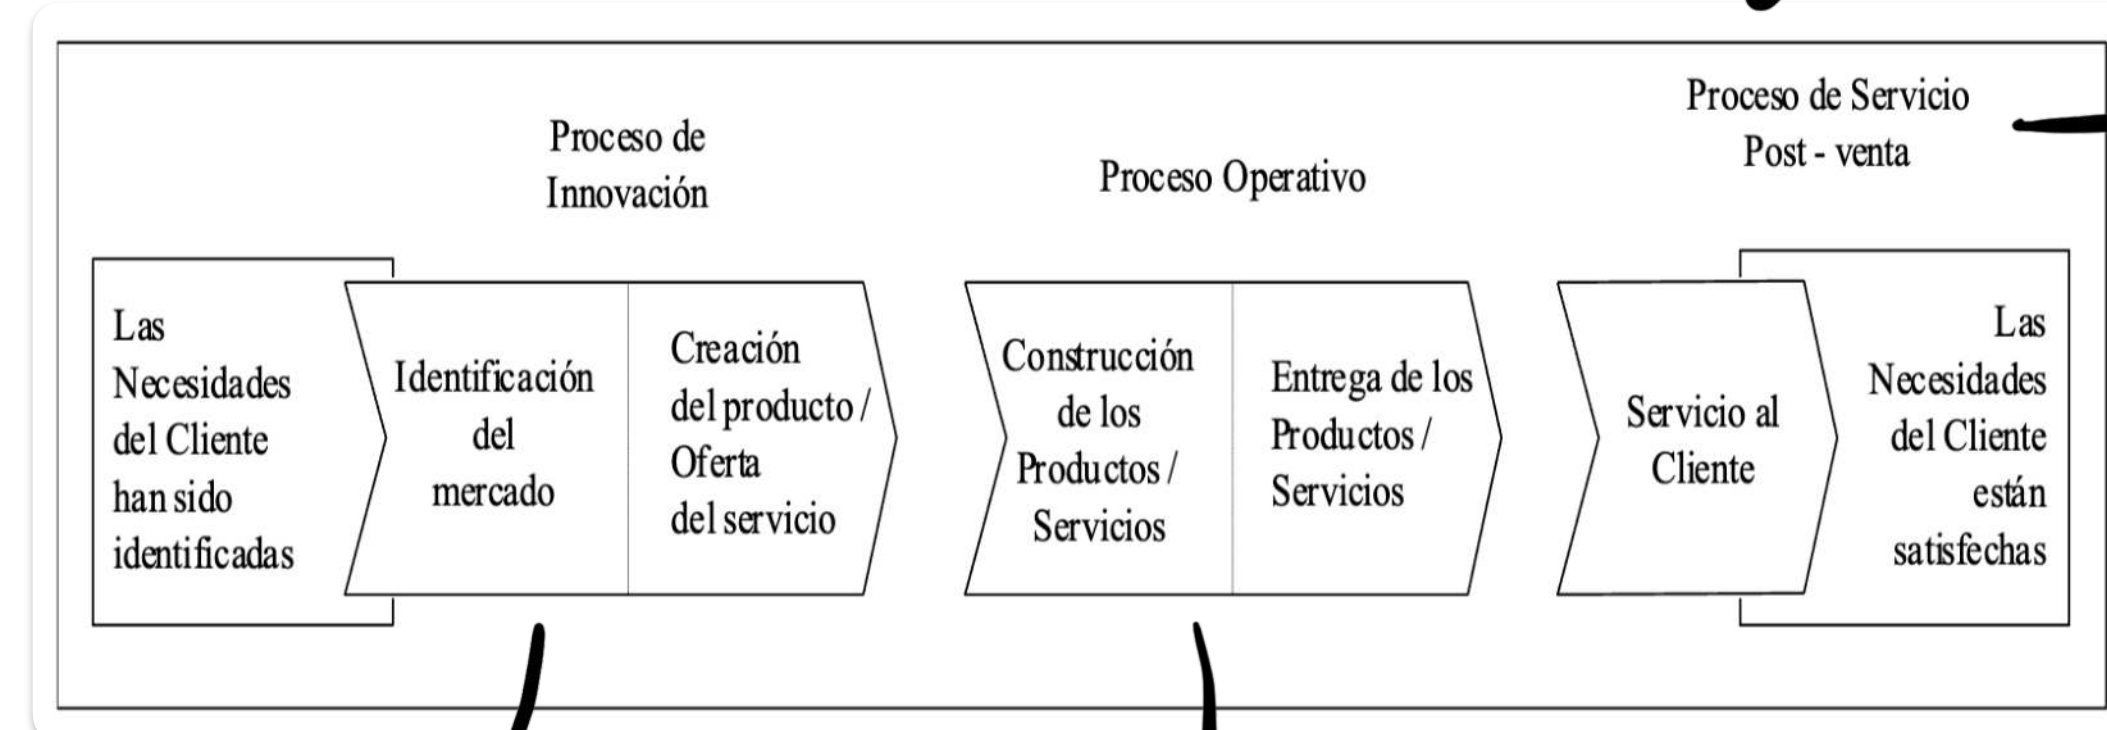 Proceso de
Innovación
Proceso Operativo
Proceso de Servicio
Post - venta
Las
Necesidades
del Cliente
han sido
identificadas
Identificación
del
mercado
Creación
del producto /
Oferta
del servicio
Construcción
de los
Productos /
Servicios
Entrega de los
Productos /
Servicios
Servicio al
Cliente
Las
Necesidades
del Cliente
están
satisfechas